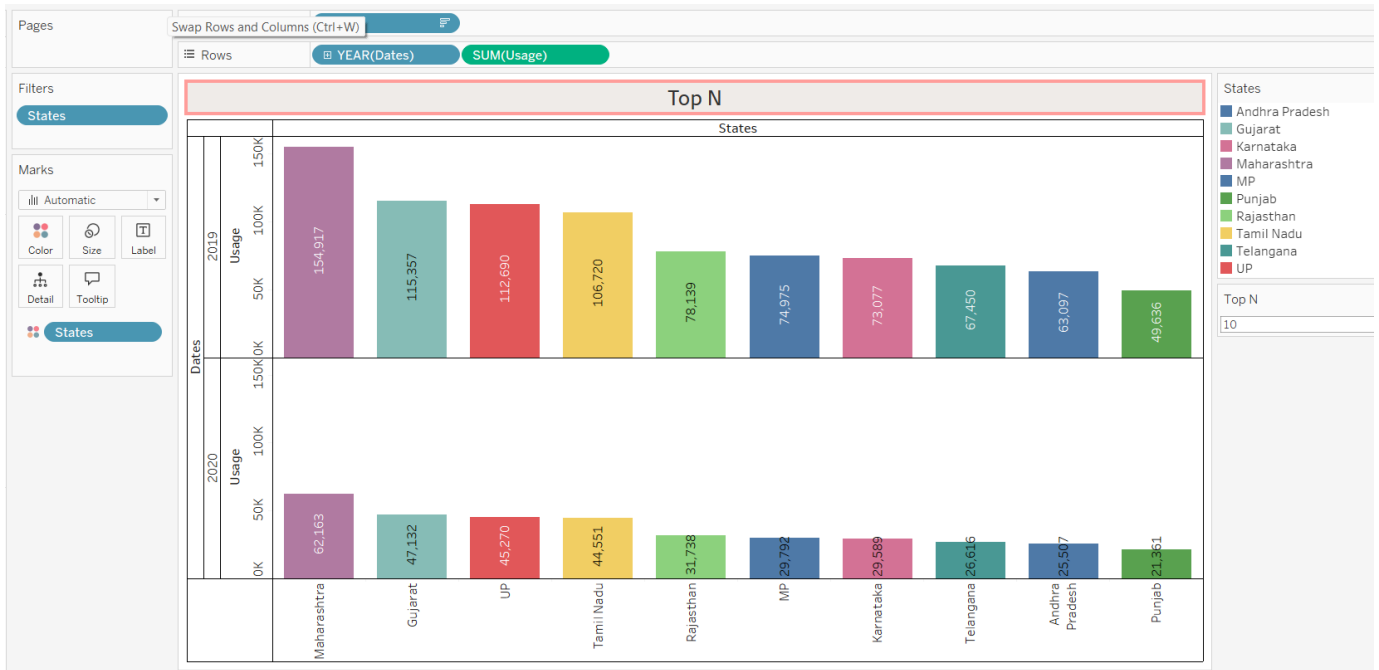 Pages
Swap Rows and Columns (Ctrl+W)
Rows
YEAR(Dates)
SUM(Usage)
Filters
States
Marks
Automatic
Color
Size
Label
Detail
Tooltip
States
Top N
States
Dates
2019
Usage
150K
100K
50K
0K
154,917
115,357
112,690
106,720
78,139
74,975
73,077
67,450
63,097
49,636
2020
Usage
150K
100K
50K
0K
62,163
47,132
45,270
44,551
31,738
29,792
29,589
26,616
25,507
21,361
Maharashtra
Gujarat
UP
Tamil Nadu
Rajasthan
MP
Karnataka
Telangana
Andhra
Pradesh
Punjab
States
Andhra Pradesh
Gujarat
Karnataka
Maharashtra
MP
Punjab
Rajasthan
Tamil Nadu
Telangana
UP
Top N
10